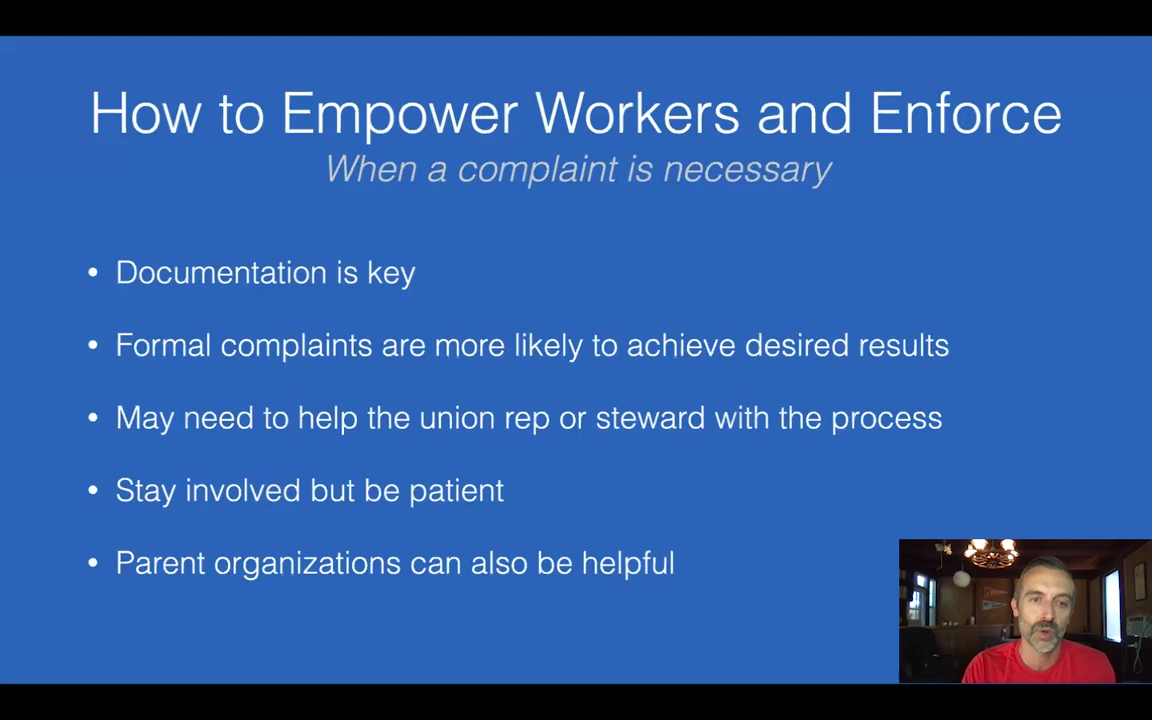 How to Empower Workers and Enforce
When a complaint is necessary
• Documentation is key
• Formal complaints are more likely to achieve desired results
• May need to help the union rep or steward with the process
• Stay involved but be patient
• Parent organizations can also be helpful